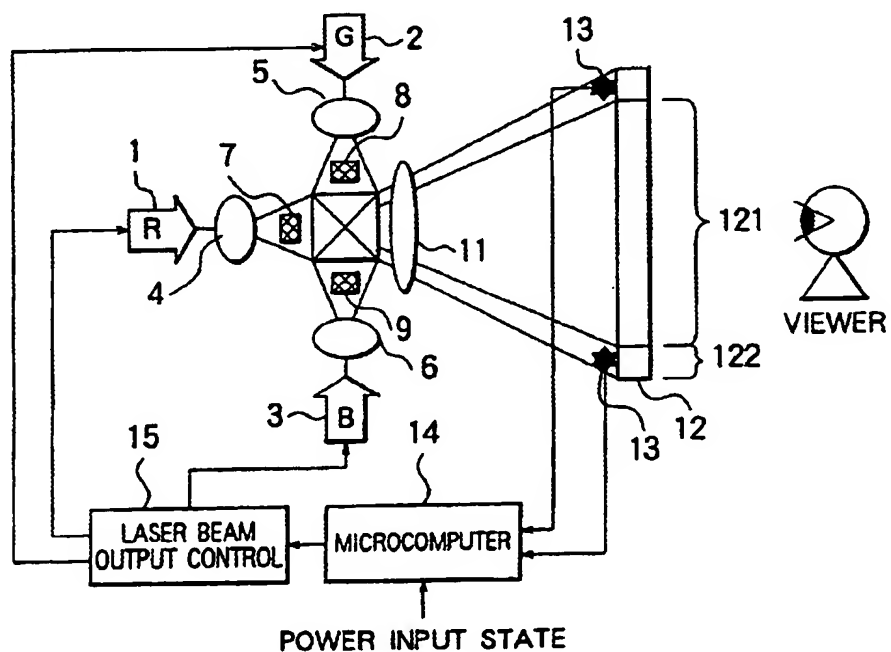 G
2
13
5
8
1
7
R
121
4
11
VIEWER
9
6
122
3
B
13
12
15
14
LASER BEAM
OUTPUT CONTROL
MICROCOMPUTER
POWER INPUT STATE